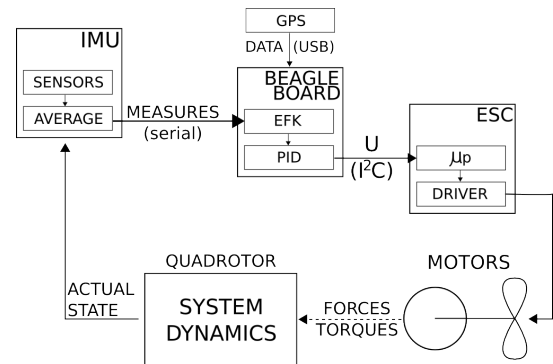 GPS
IMU
DATA (USB)
SENSORS
BEAGLE
BOARD
AVERAGE
MEASURES
(serial)
EFK
ESC
PID
U
(I²C)
µp
DRIVER
QUADROTOR
MOTORS
ACTUAL
STATE
SYSTEM
DYNAMICS
FORCES
TORQUES